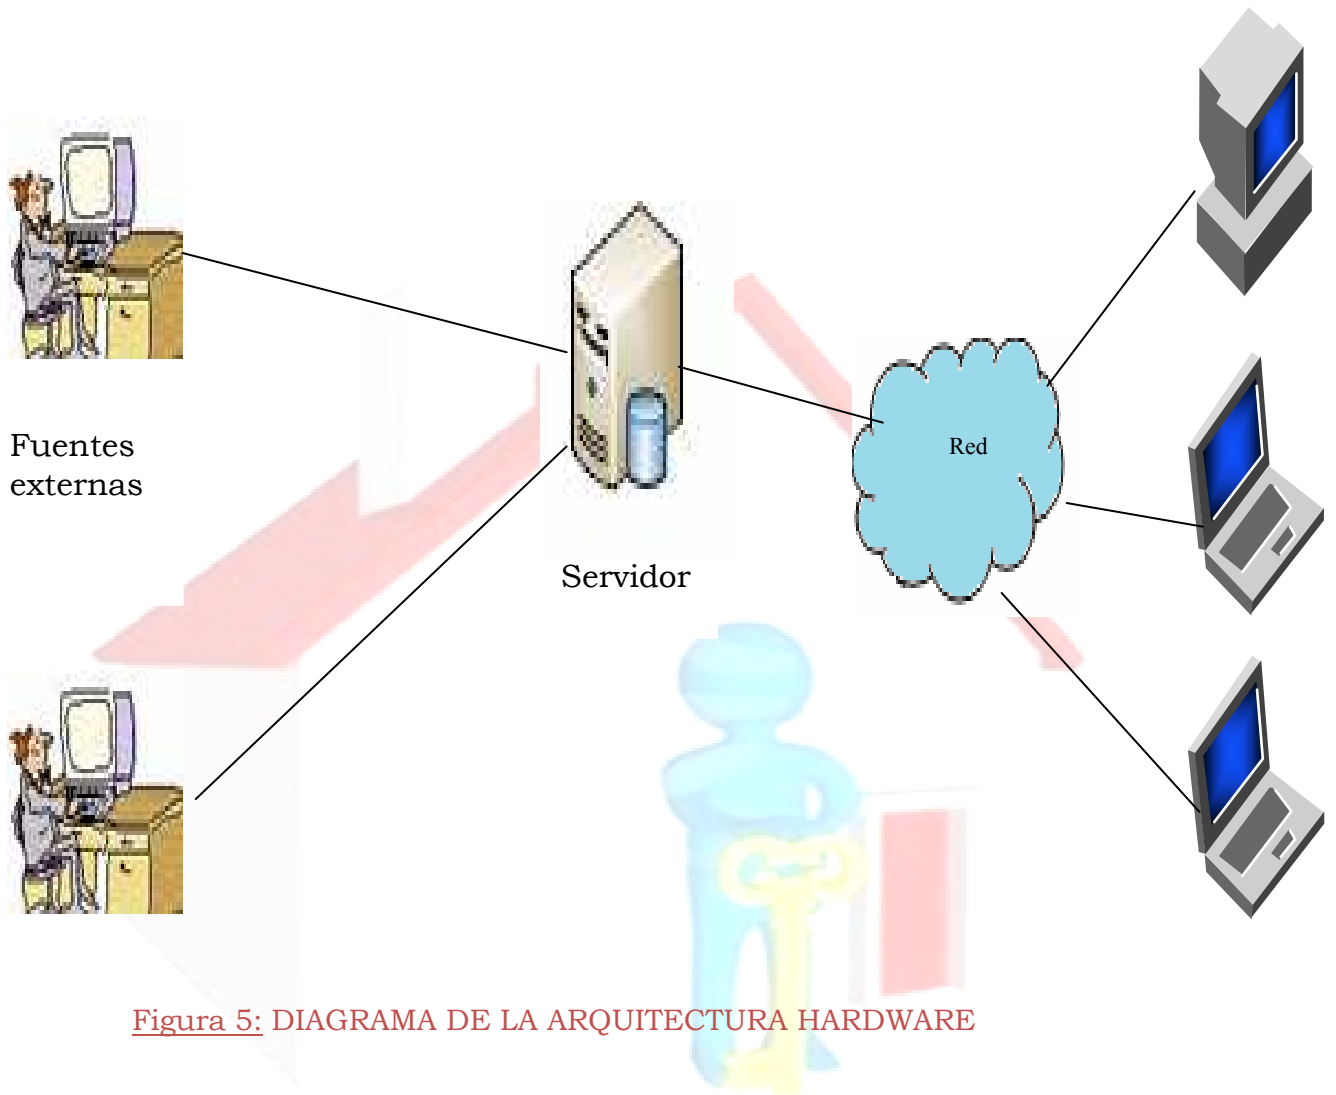 Fuentes
externas
Servidor
Red
Figura 5: DIAGRAMA DE LA ARQUITECTURA HARDWARE